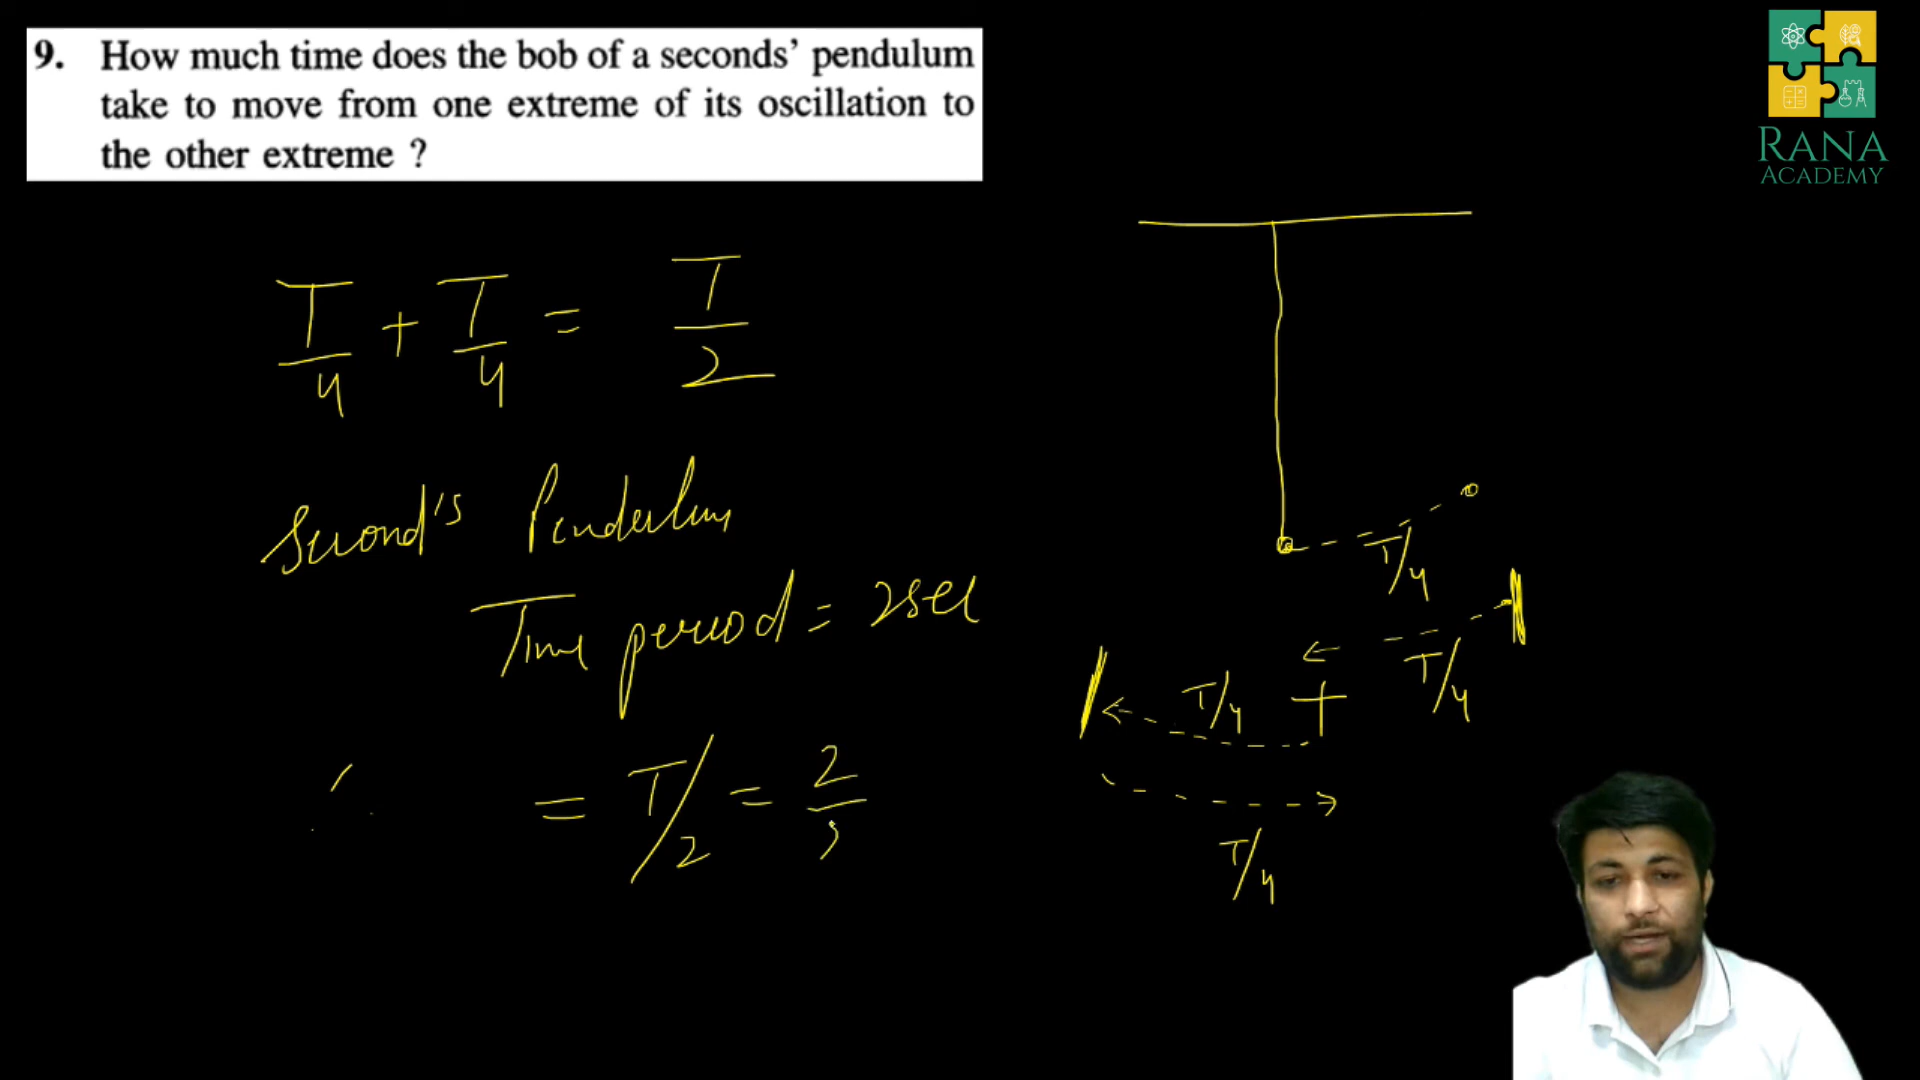 9. How much time does the bob of a seconds’ pendulum
take to move from one extreme of its oscillation to
the other extreme ?
RANA
ACADEMY
T/4 + T/4 = T/2
Second's Pendulum
Time period = 2sec
= T/2 = 2/
T/4
T/4
T/4
T/4